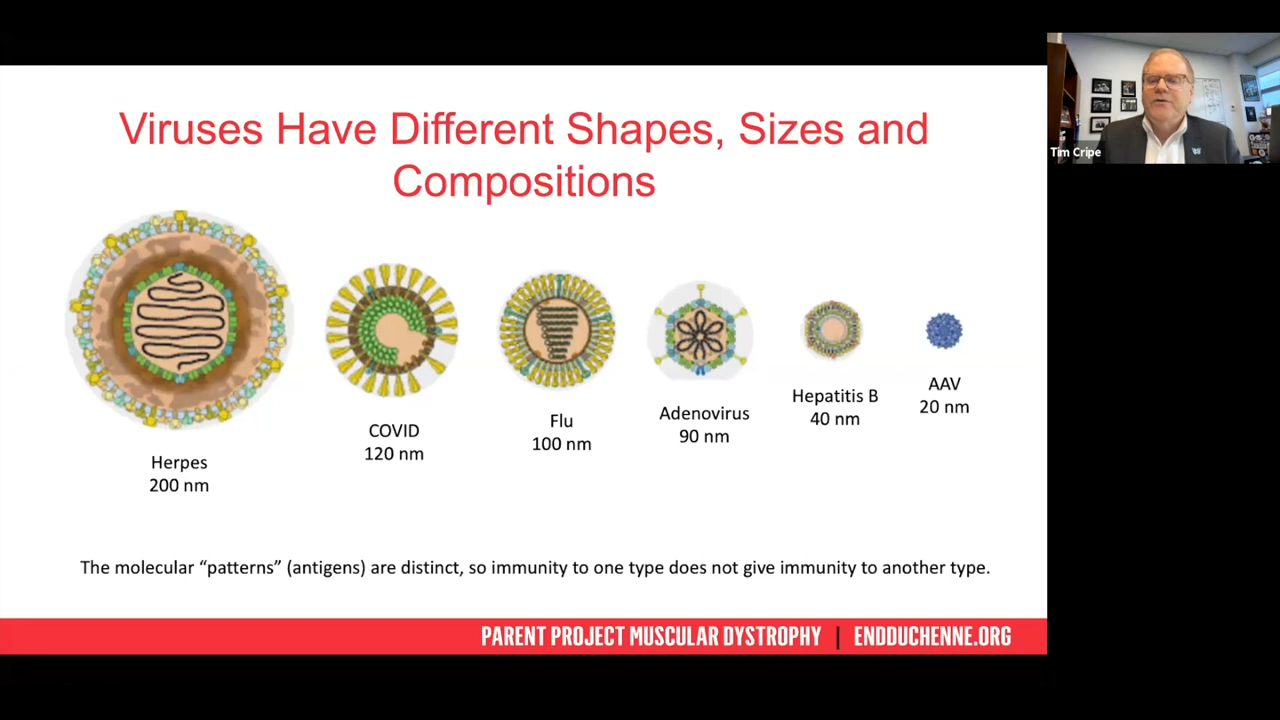 Viruses Have Different Shapes, Sizes and
Compositions
Herpes
200 nm
COVID
120 nm
Flu
100 nm
Adenovirus
90 nm
Hepatitis B
40 nm
AAV
20 nm
The molecular “patterns” (antigens) are distinct, so immunity to one type does not give immunity to another type.
PARENT PROJECT MUSCULAR DYSTROPHY | ENDDUCHENNE.ORG
Tim Cripe